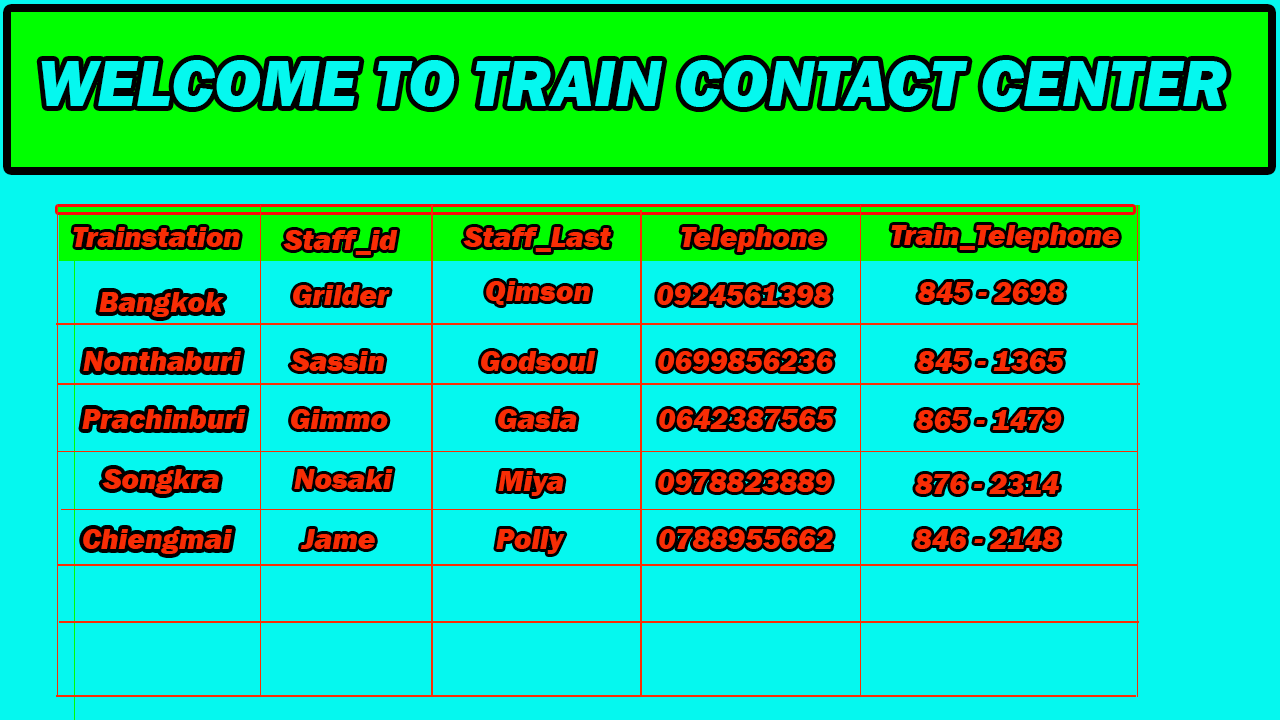 WELCOME TO TRAIN CONTACT CENTER
Trainstation Staff_id Staff_Last Telephone Train_Telephone
Bangkok Grilder Qimson 0924561398 845 - 2698
Nonthaburi Sassin Godsoul 0699856236 845 - 1365
Prachinburi Gimmo Gasia 0642387565 865 - 1479
Songkra Nosaki Miya 0978823889 876 - 2314
Chiengmai Jame Polly 0788955662 846 - 2148